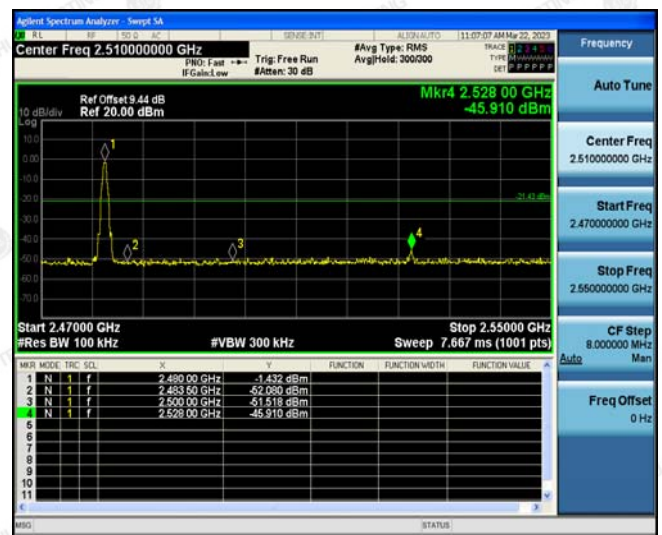 Agilent Spectrum Analyzer - Swept SA
RL RF 50 Ω AC SENSE:INT ALIGN AUTO 11:07:07 AM Mar 22, 2023
Center Freq 2.510000000 GHz
PNO: Fast
IFGain:Low
Trig: Free Run
#Atten: 30 dB
#Avg Type: RMS
Avg|Hold: 300/300
TRACE 1 2 3 4 5 6
TYPE M
DET P P P P P P
Ref Offset 9.44 dB
Ref 20.00 dBm
10 dB/div
Log
Mkr4 2.528 00 GHz
-45.910 dBm
10.0
0.00
-10.0
-20.0
-30.0
-40.0
-50.0
-60.0
-70.0
1
2
3
4
-21.43 dBm
Start 2.47000 GHz
#Res BW 100 kHz
#VBW 300 kHz
Stop 2.55000 GHz
Sweep 7.667 ms (1001 pts)
MKR MODE TRC SCL X Y FUNCTION FUNCTION WIDTH FUNCTION VALUE
1 N 1 f 2.480 00 GHz -1.432 dBm
2 N 1 f 2.483 50 GHz -52.080 dBm
3 N 1 f 2.500 00 GHz -51.518 dBm
4 N 1 f 2.528 00 GHz -45.910 dBm
5
6
7
8
9
10
11
MSG STATUS
Frequency
Auto Tune
Center Freq
2.510000000 GHz
Start Freq
2.470000000 GHz
Stop Freq
2.550000000 GHz
CF Step
8.000000 MHz
Auto Man
Freq Offset
0 Hz